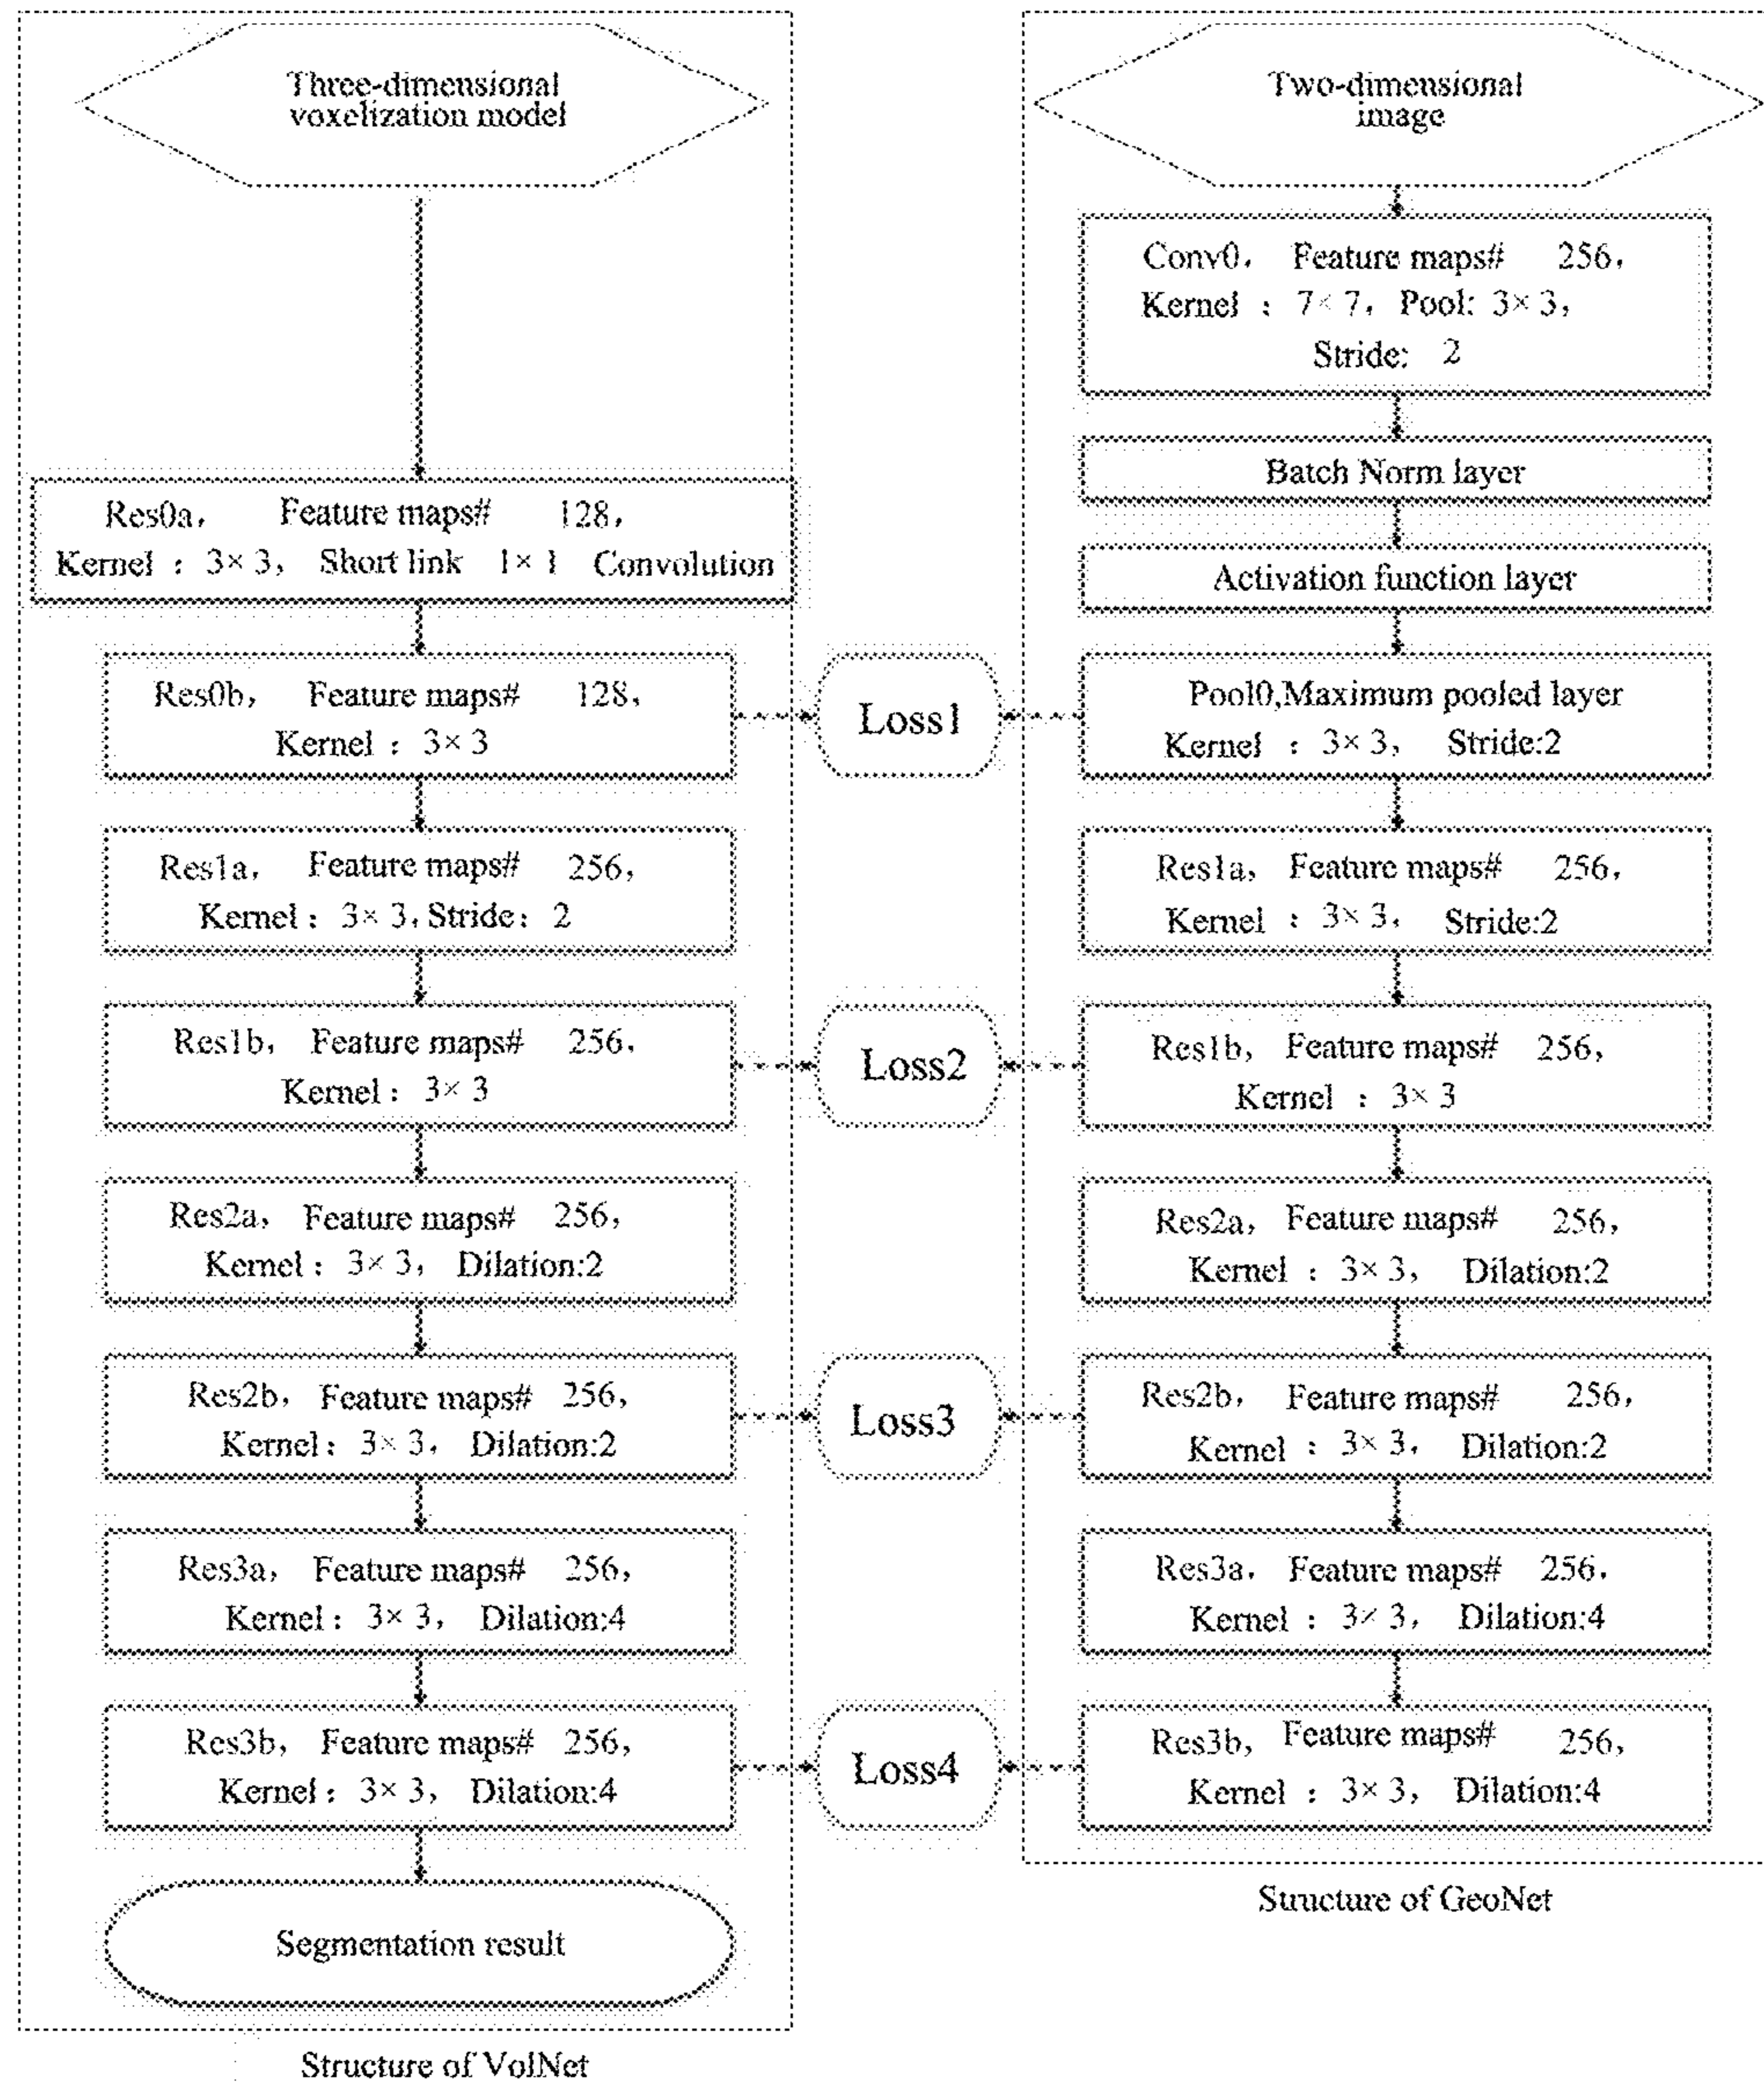 Three-dimensional
voxelization model
Res0a, Feature maps# 128,
Kernel : 3×3, Short link 1×1 Convolution
Res0b, Feature maps# 128,
Kernel : 3×3
Res1a, Feature maps# 256,
Kernel : 3×3, Stride: 2
Res1b, Feature maps# 256,
Kernel : 3×3
Res2a, Feature maps# 256,
Kernel : 3×3, Dilation:2
Res2b, Feature maps# 256,
Kernel : 3×3, Dilation:2
Res3a, Feature maps# 256,
Kernel : 3×3, Dilation:4
Res3b, Feature maps# 256,
Kernel : 3×3, Dilation:4
Segmentation result
Structure of VolNet
Loss1
Loss2
Loss3
Loss4
Two-dimensional
image
Conv0, Feature maps# 256,
Kernel : 7×7, Pool: 3×3,
Stride: 2
Batch Norm layer
Activation function layer
Pool0,Maximum pooled layer
Kernel : 3×3, Stride:2
Res1a, Feature maps# 256,
Kernel : 3×3, Stride:2
Res1b, Feature maps# 256,
Kernel : 3×3
Res2a, Feature maps# 256,
Kernel : 3×3, Dilation:2
Res2b, Feature maps# 256,
Kernel : 3×3, Dilation:2
Res3a, Feature maps# 256,
Kernel : 3×3, Dilation:4
Res3b, Feature maps# 256,
Kernel : 3×3, Dilation:4
Structure of GeoNet